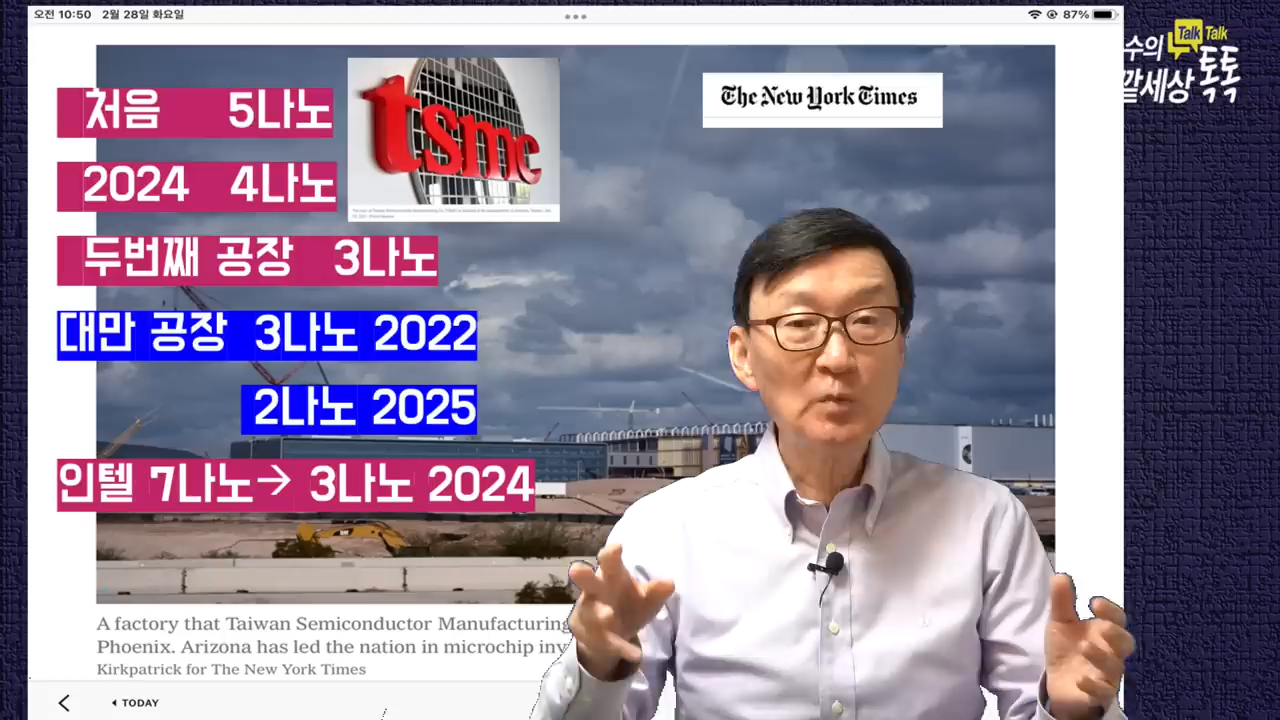 오전 10:50 2월 28일 화요일
87%
수의
Talk Talk
깥세상 톡톡
The New York Times
tsmc
처음 5나노
2024 4나노
두번째 공장 3나노
대만 공장 3나노 2022
2나노 2025
인텔 7나노→ 3나노 2024
A factory that Taiwan Semiconductor Manufacturing
Phoenix. Arizona has led the nation in microchip inv
Kirkpatrick for The New York Times
TODAY